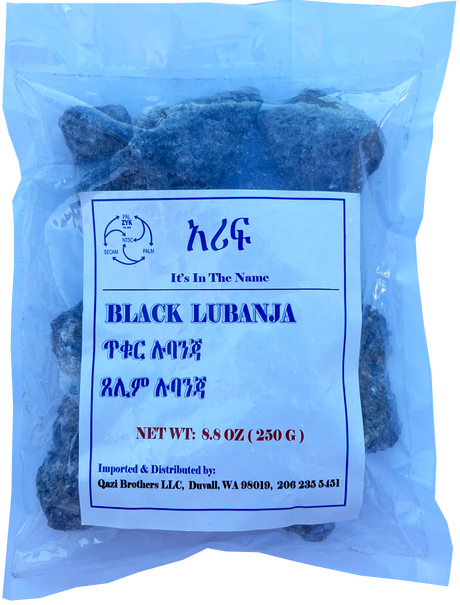 PAL
ZYK
NTSC
SECAM
PALM
አሪፍ
It's In The Name
BLACK LUBANJA
ጥቁር ሉባንጃ
ጸሊም ሉባንጃ
NET WT: 8.8 OZ ( 250 G )
Imported & Distributed by:
Qazi Brothers LLC, Duvall, WA 98019, 206 235 5451